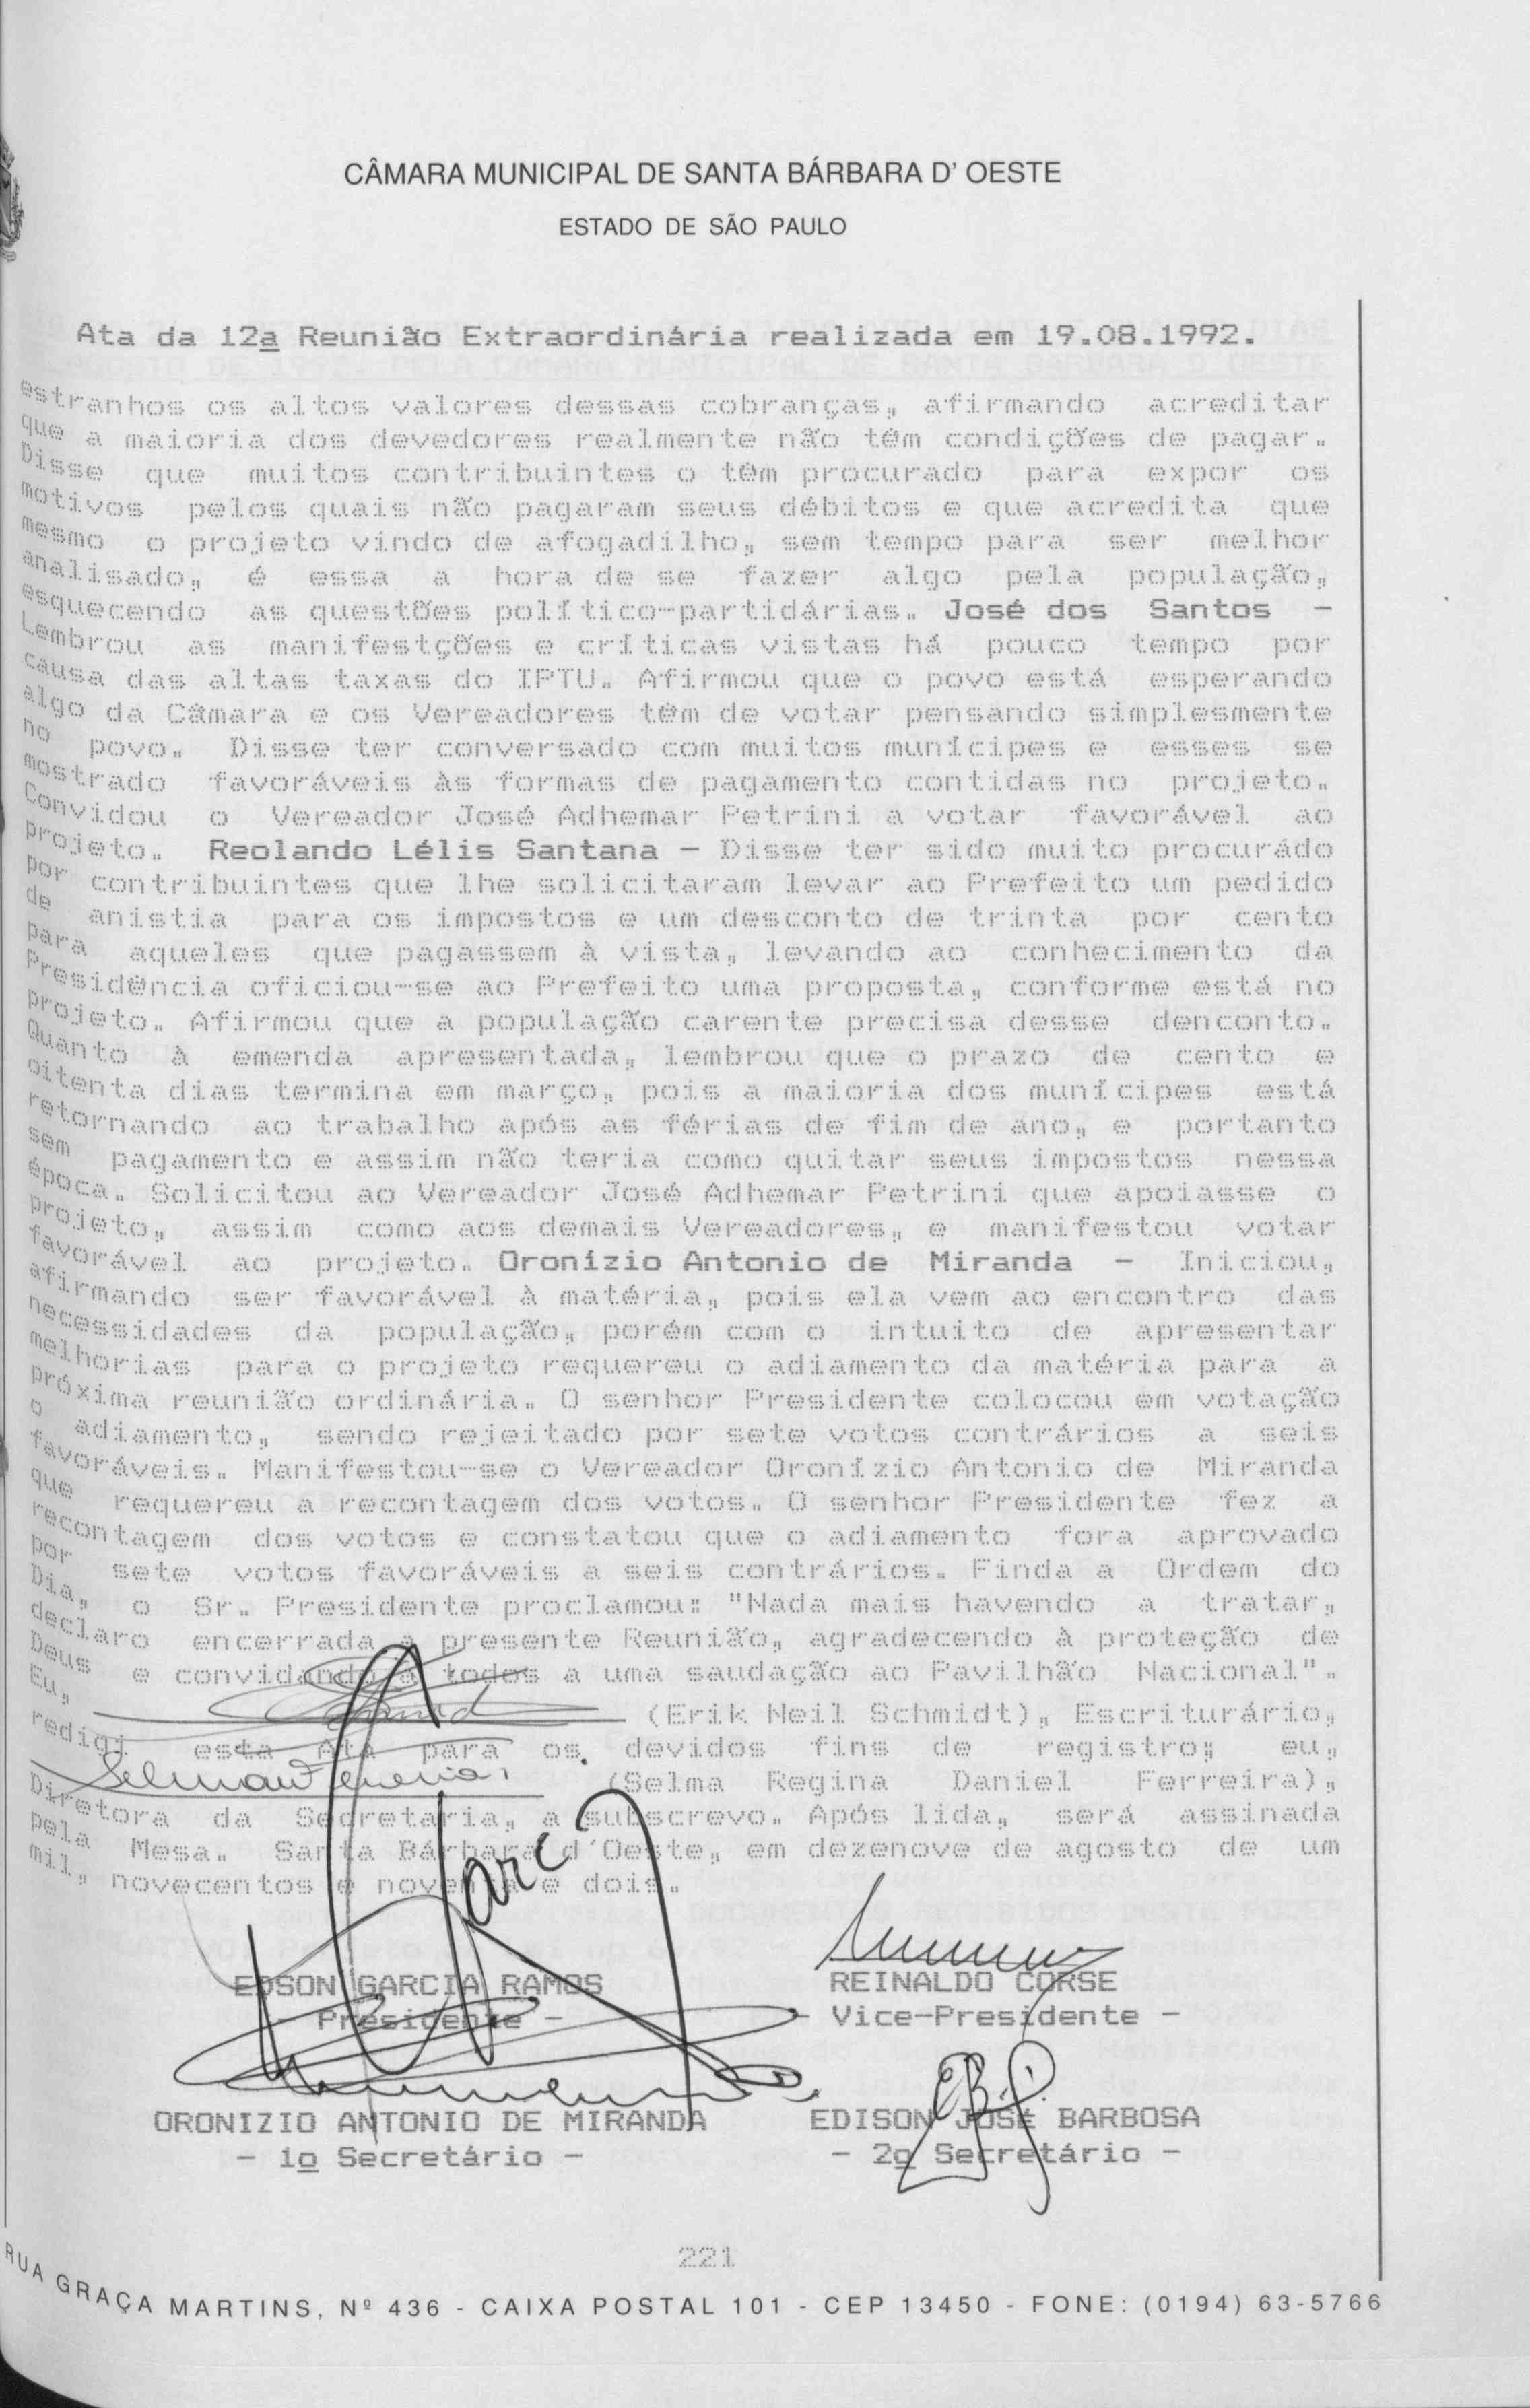 CÂMARA MUNICIPAL DE SANTA BÁRBARA D' OESTE
ESTADO DE SÃO PAULO
Ata da 12a Reunião Extraordinária realizada em 19.08.1992.
estranhos os altos valores dessas cobranças, afirmando acreditar
que a maioria dos devedores realmente não têm condições de pagar.
Disse que muitos contribuintes o têm procurado para expor os
motivos pelos quais não pagaram seus débitos e que acredita que
mesmo o projeto vindo de afogadilho, sem tempo para ser melhor
analisado, é essa a hora de se fazer algo pela população,
esquecendo as questões político-partidárias. José dos Santos -
Lembrou as manifestções e críticas vistas há pouco tempo por
causa das altas taxas do IPTU. Afirmou que o povo está esperando
algo da Câmara e os Vereadores têm de votar pensando simplesmente
no povo. Disse ter conversado com muitos munícipes e esses se
mostrado favoráveis às formas de pagamento contidas no projeto.
Convidou o Vereador José Adhemar Petrini a votar favorável ao
projeto. Reolando Lélis Santana - Disse ter sido muito procurádo
por contribuintes que lhe solicitaram levar ao Prefeito um pedido
de anistia para os impostos e um desconto de trinta por cento
para aqueles que pagassem à vista, levando ao conhecimento da
Presidência oficiou-se ao Prefeito uma proposta, conforme está no
projeto. Afirmou que a população carente precisa desse denconto.
Quanto à emenda apresentada, lembrou que o prazo de cento e
oitenta dias termina em março, pois a maioria dos munícipes está
retornando ao trabalho após as férias de fim de ano, e portanto
sem pagamento e assim não teria como quitar seus impostos nessa
época. Solicitou ao Vereador José Adhemar Petrini que apoiasse o
projeto, assim como aos demais Vereadores, e manifestou votar
favorável ao projeto. Oronízio Antonio de Miranda - Iniciou,
afirmando ser favorável à matéria, pois ela vem ao encontro das
necessidades da população, porém com o intuito de apresentar
melhorias para o projeto requereu o adiamento da matéria para a
próxima reunião ordinária. O senhor Presidente colocou em votação
o adiamento, sendo rejeitado por sete votos contrários a seis
favoráveis. Manifestou-se o Vereador Oronízio Antonio de Miranda
que requereu a recontagem dos votos. O senhor Presidente fez a
recontagem dos votos e constatou que o adiamento fora aprovado
por sete votos favoráveis a seis contrários. Finda a Ordem do
Dia, o Sr. Presidente proclamou: "Nada mais havendo a tratar,
declaro encerrada a presente Reunião, agradecendo à proteção de
Deus e convidando a todos a uma saudação ao Pavilhão Nacional".
Eu, (Erik Neil Schmidt), Escriturário,
redigi esta Ata para os devidos fins de registro; eu,
(Selma Regina Daniel Ferreira),
Diretora da Secretaria, a subscrevo. Após lida, será assinada
pela Mesa. Santa Bárbara d'Oeste, em dezenove de agosto de um
mil, novecentos e noventa e dois.
EDSON GARCIA RAMOS REINALDO CORSE
Presidente - - Vice-Presidente -
ORONIZIO ANTONIO DE MIRANDA EDISON JOSÉ BARBOSA
- 1o Secretário - - 2o Secretário -
221
RUA GRAÇA MARTINS, Nº 436 - CAIXA POSTAL 101 - CEP 13450 - FONE: (0194) 63-5766